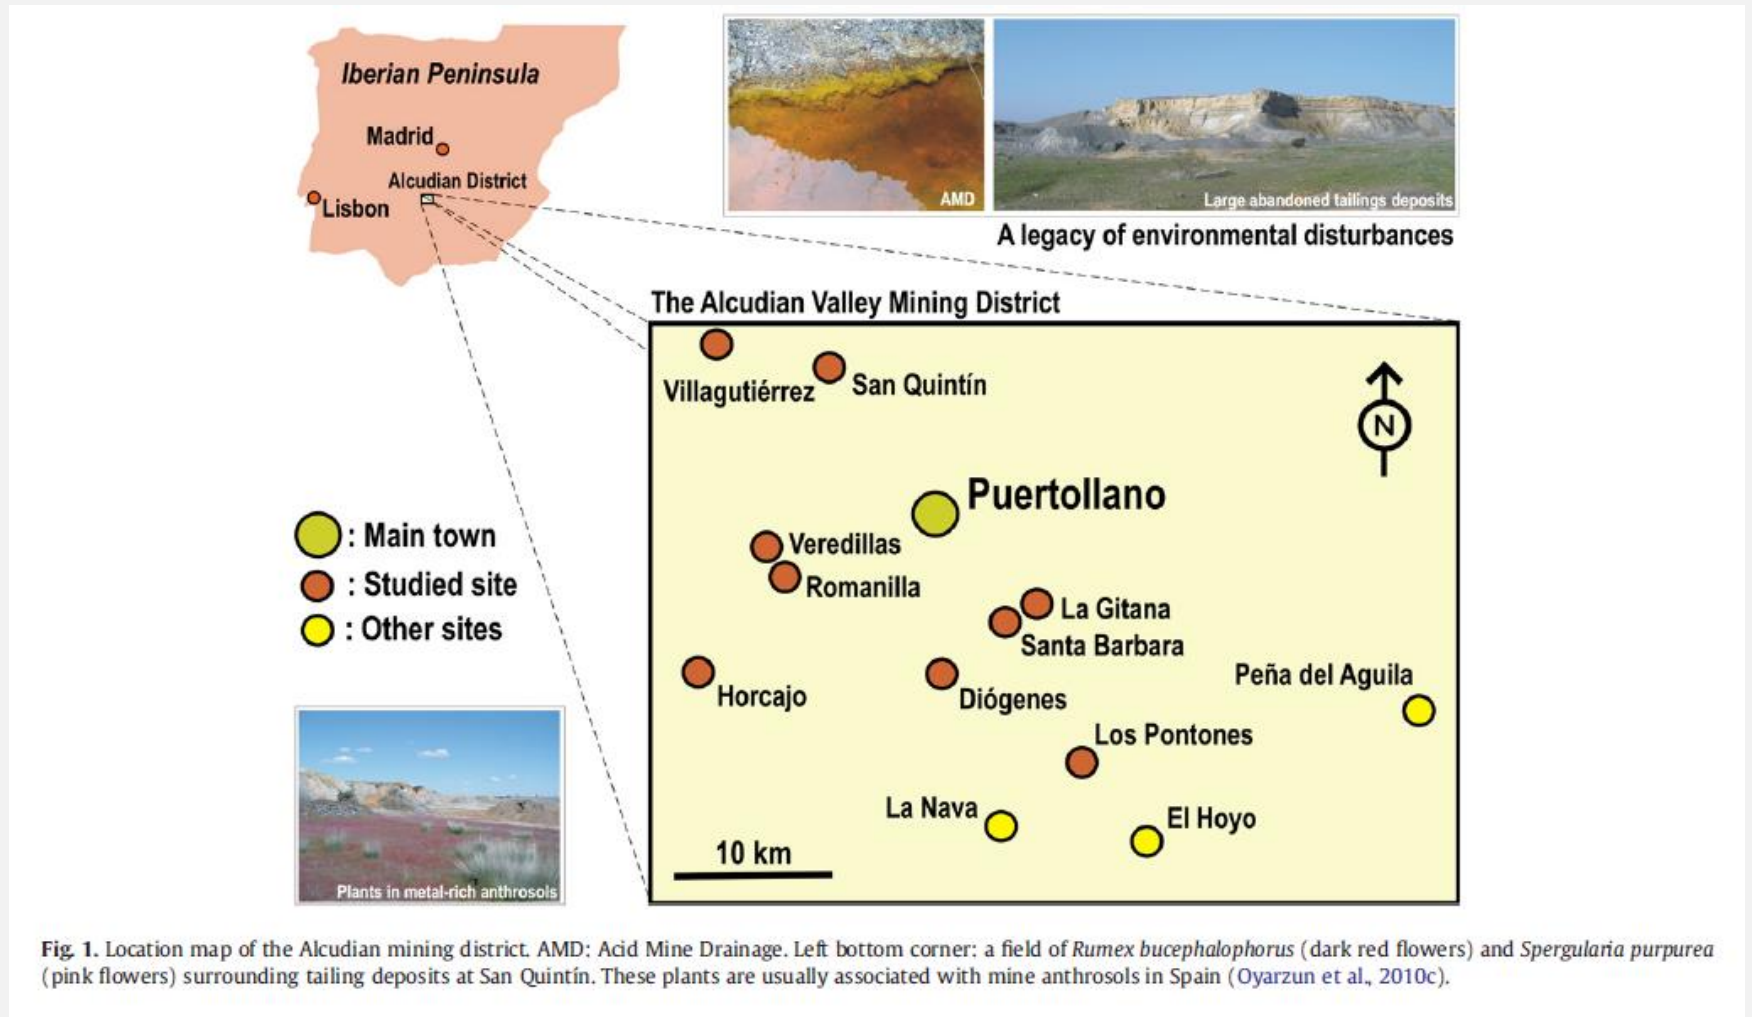 Iberian Peninsula
Madrid
Alcudian District
Lisbon
AMD
Large abandoned tailings deposits
A legacy of environmental disturbances
The Alcudian Valley Mining District
Villagutiérrez
San Quintín
N
Puertollano
Veredillas
Romanilla
La Gitana
Santa Barbara
Horcajo
Diógenes
Peña del Aguila
Los Pontones
La Nava
El Hoyo
10 km
: Main town
: Studied site
: Other sites
Plants in metal-rich anthrosols
Fig. 1. Location map of the Alcudian mining district. AMD: Acid Mine Drainage. Left bottom corner: a field of Rumex bucephalophorus (dark red flowers) and Spergularia purpurea
(pink flowers) surrounding tailing deposits at San Quintín. These plants are usually associated with mine anthrosols in Spain (Oyarzun et al., 2010c).